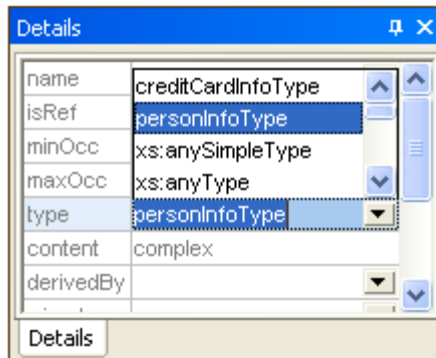 Details
name
creditCardInfoType
isRef
personInfoType
minOcc
xs:anySimpleType
maxOcc
xs:anyType
type
personInfoType
content
complex
derivedBy
Details